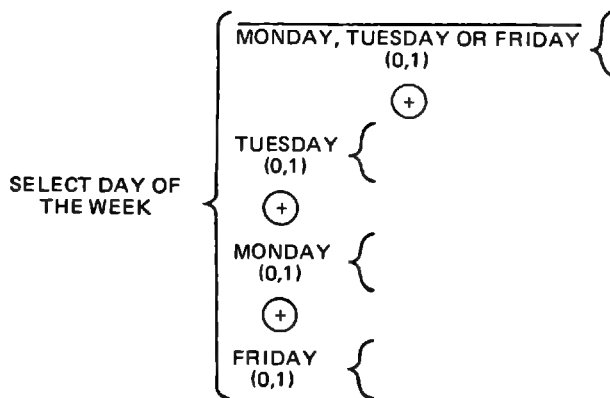 MONDAY, TUESDAY OR FRIDAY
(0,1)
+
TUESDAY
(0,1)
SELECT DAY OF
THE WEEK
+
MONDAY
(0,1)
+
FRIDAY
(0,1)